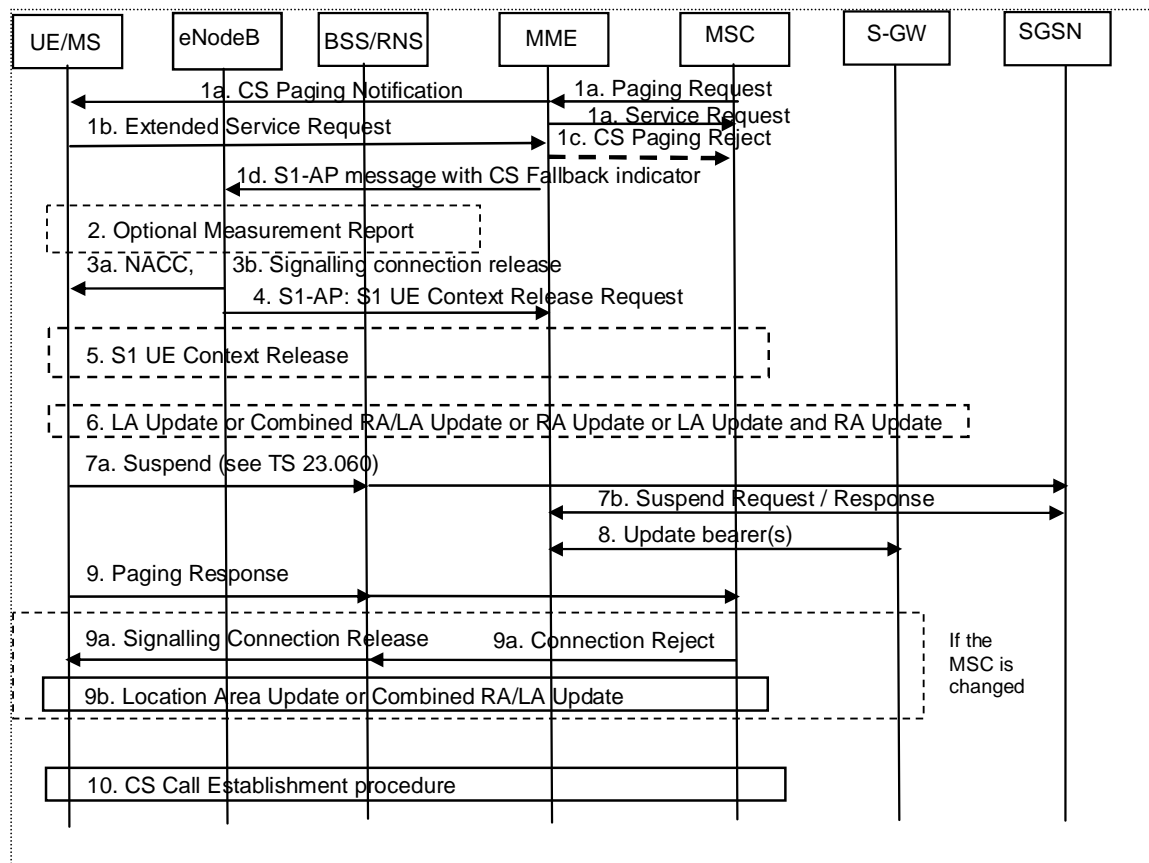 UE/MS
eNodeB
BSS/RNS
MME
MSC
S-GW
SGSN
1a. CS Paging Notification
1a. Paging Request
1a. Service Request
1b. Extended Service Request
1c. CS Paging Reject
1d. S1-AP message with CS Fallback indicator
2. Optional Measurement Report
3a. NACC,
3b. Signalling connection release
4. S1-AP: S1 UE Context Release Request
5. S1 UE Context Release
6. LA Update or Combined RA/LA Update or RA Update or LA Update and RA Update
7a. Suspend (see TS 23.060)
7b. Suspend Request / Response
8. Update bearer(s)
9. Paging Response
9a. Signalling Connection Release
9a. Connection Reject
If the
MSC is
changed
9b. Location Area Update or Combined RA/LA Update
10. CS Call Establishment procedure